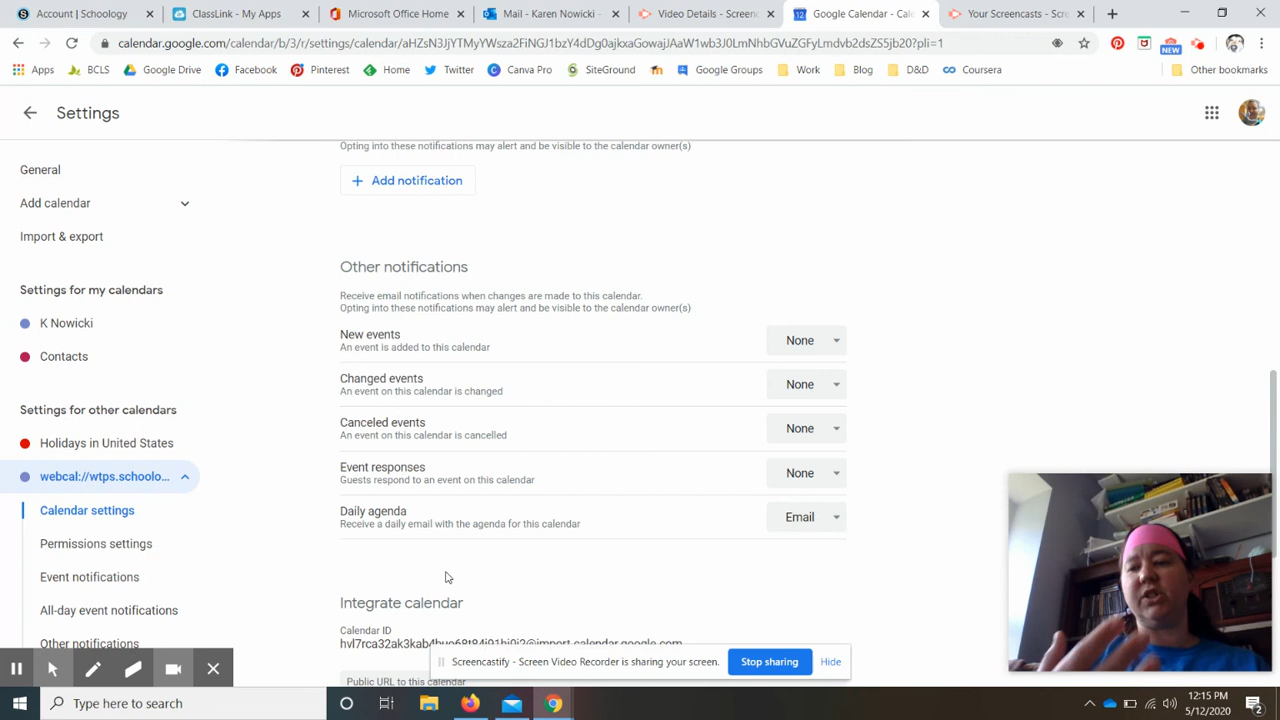 Account | Schoology
ClassLink - My Apps
Microsoft Office Home
Mail - Karen Nowicki -
Video Details - Screenc
Google Calendar - Cale
Your Screencasts - Scre
calendar.google.com/calendar/b/3/r/settings/calendar/
?pli=1
NEW
Apps
BCLS
Google Drive
Facebook
Pinterest
Home
Twitter
Canva Pro
SiteGround
Google Groups
Work
Blog
D&D
Coursera
Other bookmarks
Settings
General
Add calendar
Import & export
Settings for my calendars
K Nowicki
Contacts
Settings for other calendars
Holidays in United States
webcal://wtps.schoolo...
Calendar settings
Permissions settings
Event notifications
All-day event notifications
Other notifications
Opting into these notifications may alert and be visible to the calendar owner(s)
+ Add notification
Other notifications
Receive email notifications when changes are made to this calendar.
Opting into these notifications may alert and be visible to the calendar owner(s)
New events
An event is added to this calendar
None
Changed events
An event on this calendar is changed
None
Canceled events
An event on this calendar is cancelled
None
Event responses
Guests respond to an event on this calendar
None
Daily agenda
Receive a daily email with the agenda for this calendar
Email
Integrate calendar
Calendar ID
Public URL to this calendar
Screencastify - Screen Video Recorder is sharing your screen.
Stop sharing
Hide
Type here to search
12:15 PM
5/12/2020
2